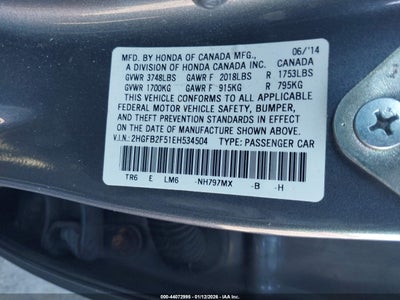 MFD. BY HONDA OF CANADA MFG., 06/'14
A DIVISION OF HONDA CANADA INC. CANADA
GVWR 3748LBS GAWR F 2018LBS R 1753LBS
GVWR 1700KG GAWR F 915KG R 795KG
THIS VEHICLE CONFORMS TO ALL APPLICABLE
FEDERAL MOTOR VEHICLE SAFETY, BUMPER,
AND THEFT PREVENTION STANDARDS IN EFFECT
ON THE DATE OF MANUFACTURE SHOWN ABOVE.
V.I.N.: 2HGFB2F51EH534504 TYPE: PASSENGER CAR
TR6 E LM6 -NH797MX -B -H
000-44072995 - 01/12/2026 - IAA Inc.